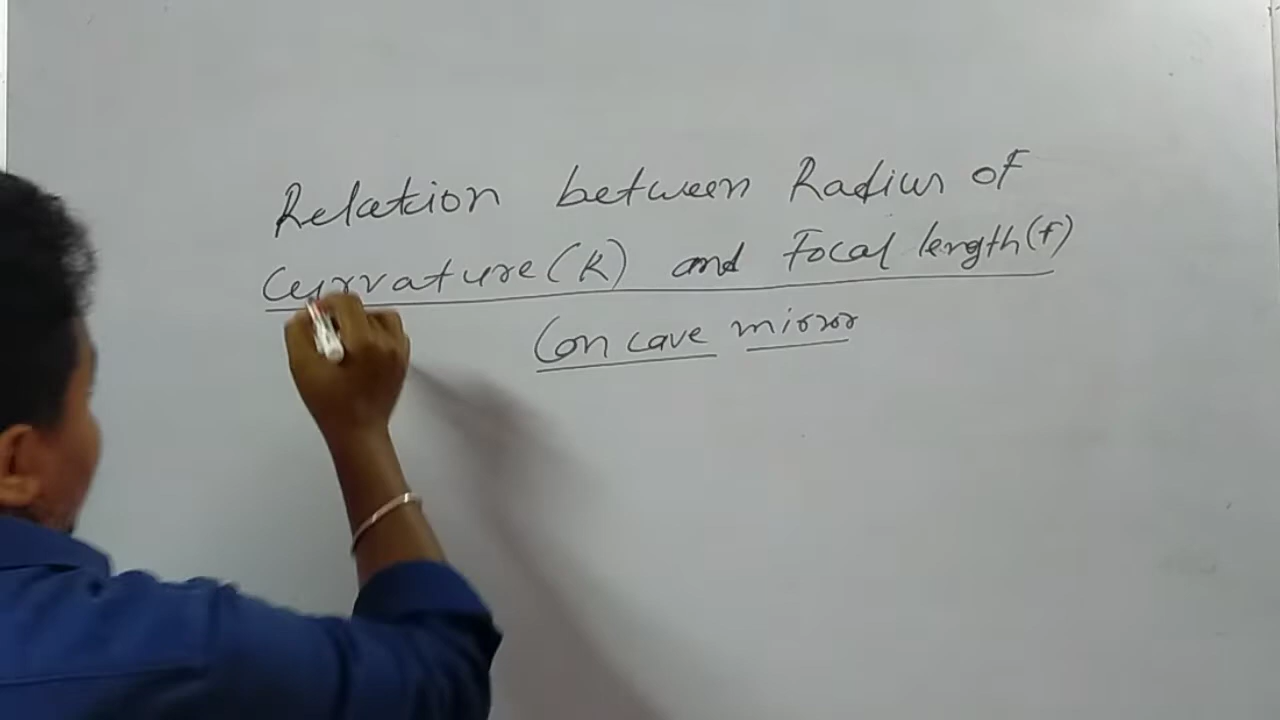 Relation between Radius of
Curvature (R) and Focal length (f)
Concave mirror